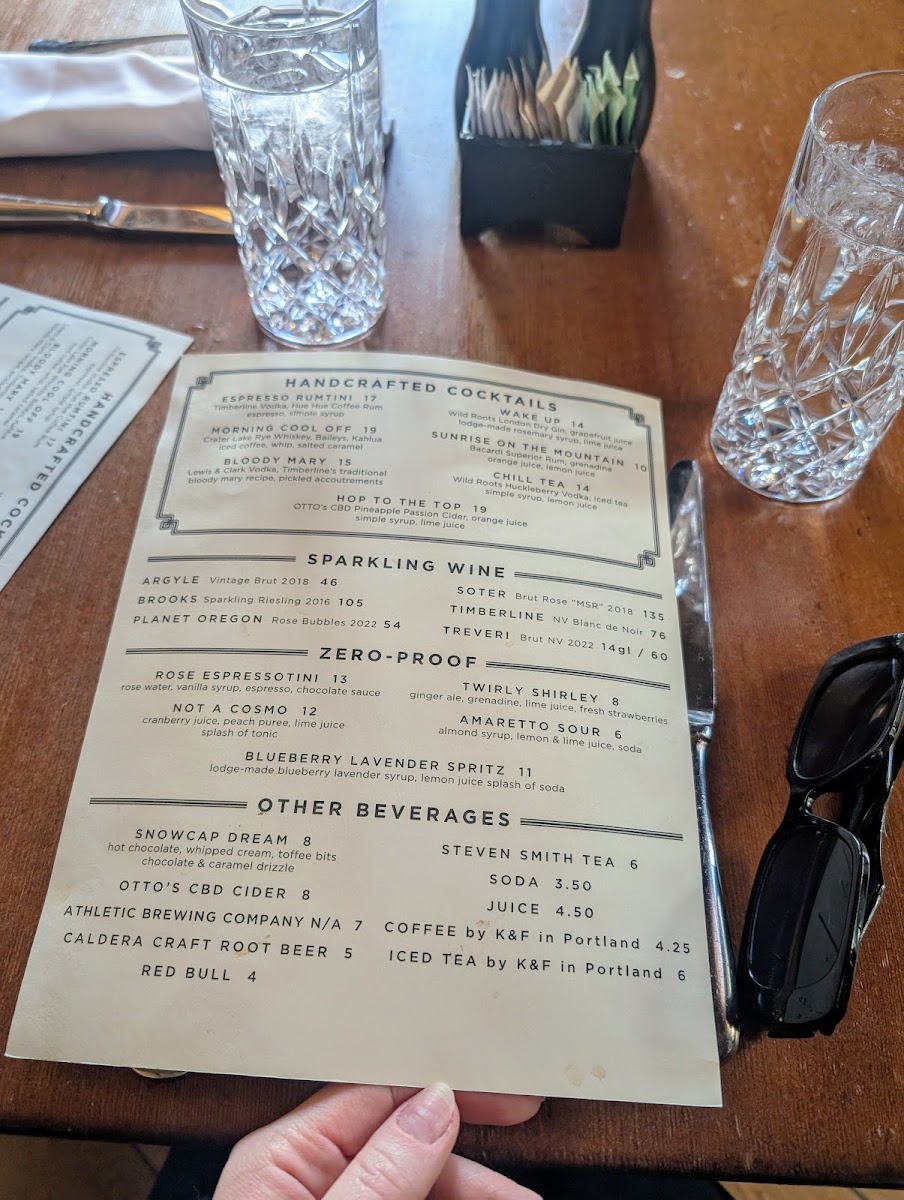 HANDCRAFTED COCKTAILS
ESPRESSO RUMTINI 17
Timberline Vodka, Hue Hue Coffee Rum
espresso, simple syrup
MORNING COOL OFF 19
Crater Lake Rye Whiskey, Baileys, Kahlua
iced coffee, whip, salted caramel
BLOODY MARY 15
Lewis & Clark Vodka, Timberline's traditional
bloody mary recipe, pickled accoutrements
WAKE UP 14
Wild Roots London Dry Gin, grapefruit juice
lodge-made rosemary syrup, lime juice
SUNRISE ON THE MOUNTAIN 10
Bacardi Superior Rum, grenadine
orange juice, lemon juice
CHILL TEA 14
Wild Roots Huckleberry Vodka, iced tea
simple syrup, lemon juice
HOP TO THE TOP 19
OTTO's CBD Pineapple Passion Cider, orange juice
simple syrup, lime juice
SPARKLING WINE
ARGYLE Vintage Brut 2018 46
BROOKS Sparkling Riesling 2016 105
PLANET OREGON Rose Bubbles 2022 54
SOTER Brut Rose "MSR" 2018 135
TIMBERLINE NV Blanc de Noir 76
TREVERI Brut NV 2022 14gl / 60
ZERO-PROOF
ROSE ESPRESSOTINI 13
rose water, vanilla syrup, espresso, chocolate sauce
NOT A COSMO 12
cranberry juice, peach puree, lime juice
splash of tonic
TWIRLY SHIRLEY 8
ginger ale, grenadine, lime juice, fresh strawberries
AMARETTO SOUR 6
almond syrup, lemon & lime juice, soda
BLUEBERRY LAVENDER SPRITZ 11
lodge-made blueberry lavender syrup, lemon juice splash of soda
OTHER BEVERAGES
SNOWCAP DREAM 8
hot chocolate, whipped cream, toffee bits
chocolate & caramel drizzle
OTTO'S CBD CIDER 8
ATHLETIC BREWING COMPANY N/A 7
CALDERA CRAFT ROOT BEER 5
RED BULL 4
STEVEN SMITH TEA 6
SODA 3.50
JUICE 4.50
COFFEE by K&F in Portland 4.25
ICED TEA by K&F in Portland 6
HANDCRAFTED COCK
ESPRESSO RUMTINI 17
MORNING COOL OFF
BLOODY MARY